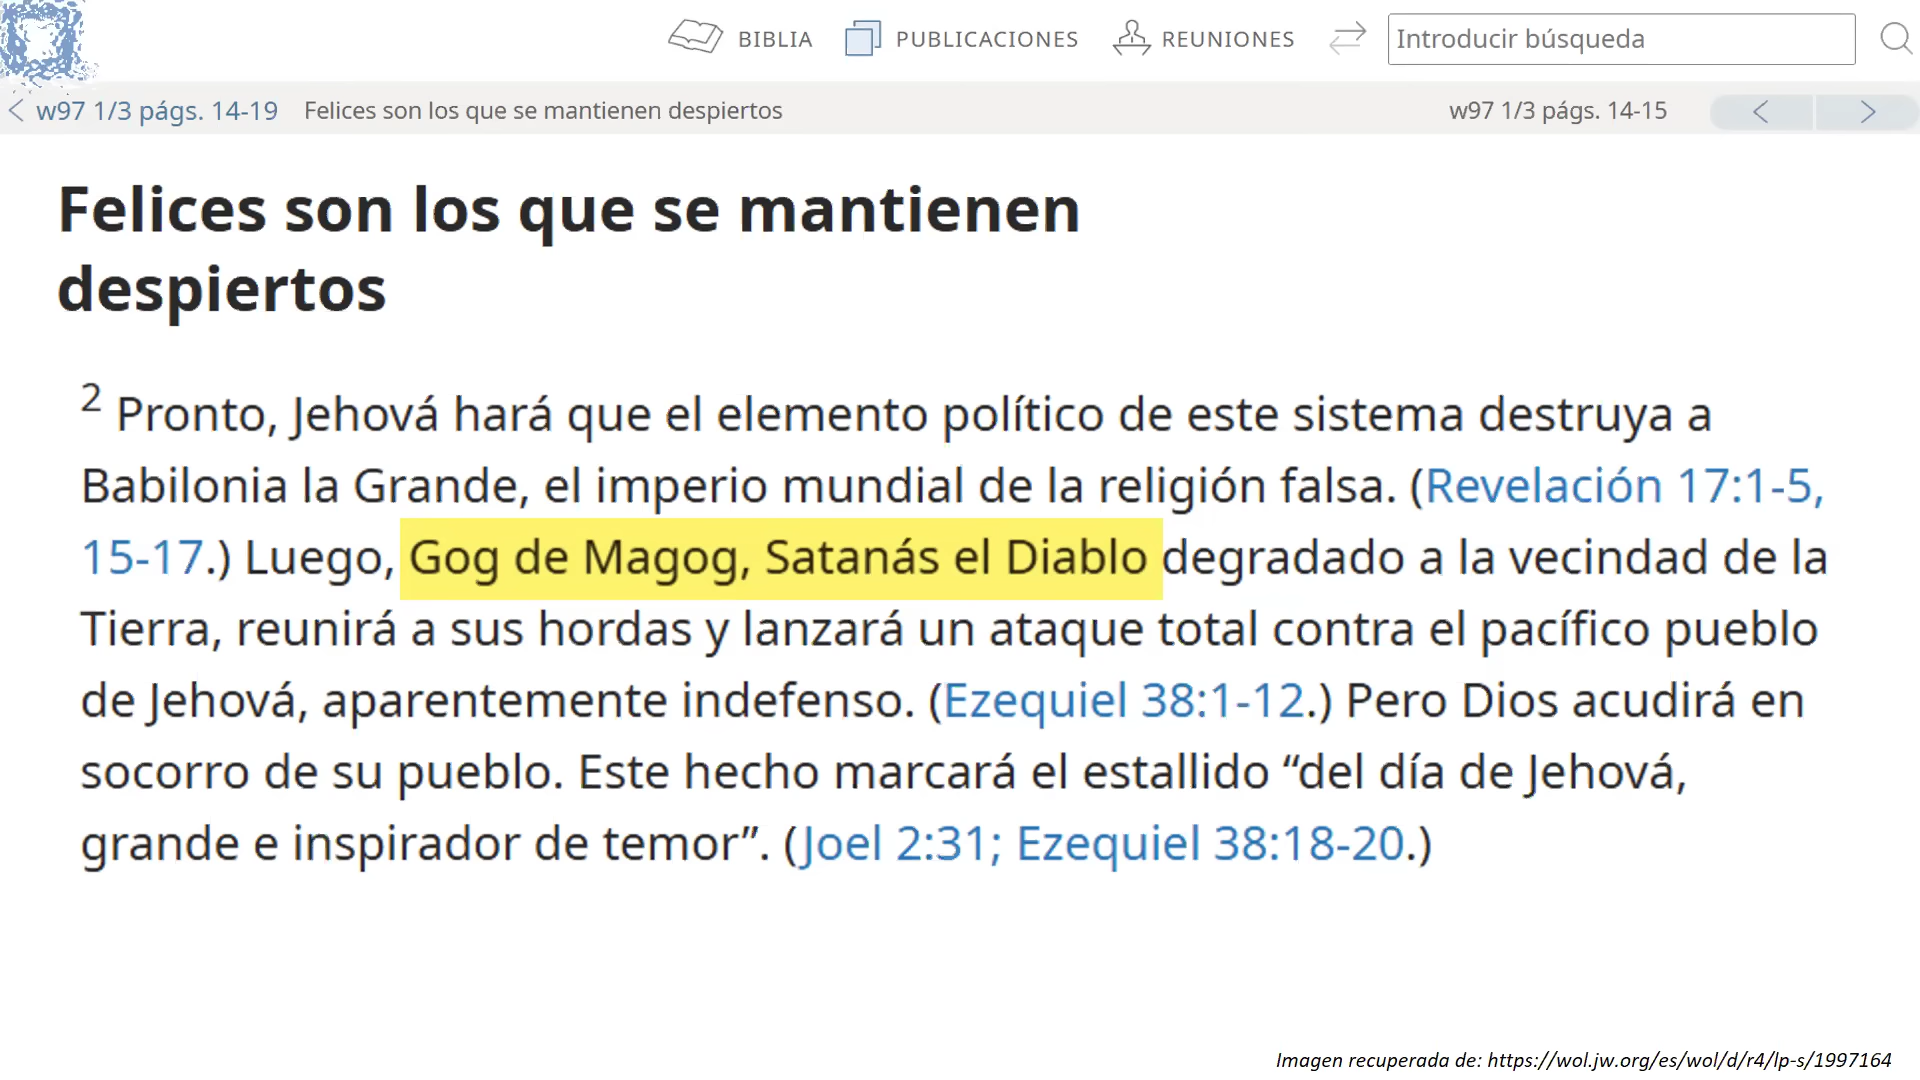 BIBLIA PUBLICACIONES REUNIONES Introducir búsqueda
w97 1/3 págs. 14-19 Felices son los que se mantienen despiertos w97 1/3 págs. 14-15
Felices son los que se mantienen
despiertos
2 Pronto, Jehová hará que el elemento político de este sistema destruya a
Babilonia la Grande, el imperio mundial de la religión falsa. (Revelación 17:1-5,
15-17.) Luego, Gog de Magog, Satanás el Diablo degradado a la vecindad de la
Tierra, reunirá a sus hordas y lanzará un ataque total contra el pacífico pueblo
de Jehová, aparentemente indefenso. (Ezequiel 38:1-12.) Pero Dios acudirá en
socorro de su pueblo. Este hecho marcará el estallido “del día de Jehová,
grande e inspirador de temor”. (Joel 2:31; Ezequiel 38:18-20.)
Imagen recuperada de: https://wol.jw.org/es/wol/d/r4/lp-s/1997164